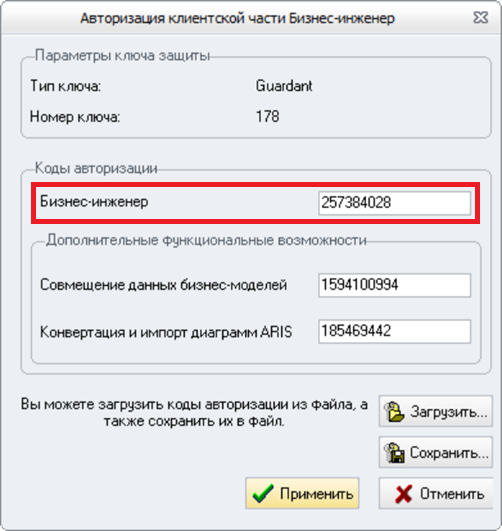 Авторизация клиентской части Бизнес-инженер
Параметры ключа защиты
Тип ключа: Guardant
Номер ключа: 178
Коды авторизации
Бизнес-инженер 257384028
Дополнительные функциональные возможности
Совмещение данных бизнес-моделей 1594100994
Конвертация и импорт диаграмм ARIS 185469442
Вы можете загрузить коды авторизации из файла, а
также сохранить их в файл.
Загрузить...
Сохранить...
Применить Отменить